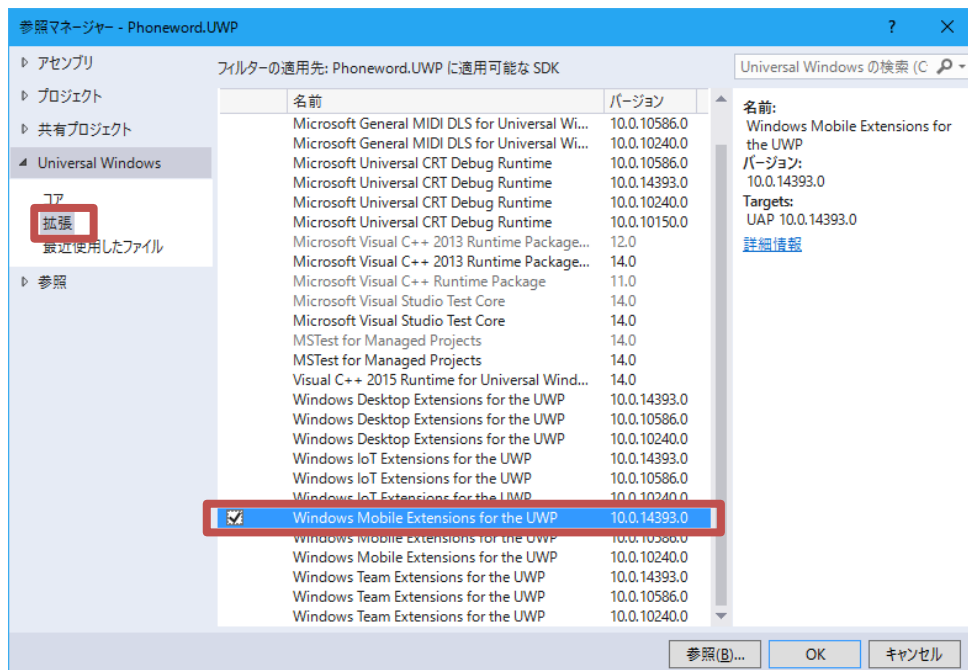 参照マネージャー - Phoneword.UWP ? ×
アセンブリ
プロジェクト
共有プロジェクト
Universal Windows
コア
拡張
最近使用したファイル
参照
フィルターの適用先: Phoneword.UWP に適用可能な SDK
名前 バージョン
Microsoft General MIDI DLS for Universal Wi... 10.0.10586.0
Microsoft General MIDI DLS for Universal Wi... 10.0.10240.0
Microsoft Universal CRT Debug Runtime 10.0.10586.0
Microsoft Universal CRT Debug Runtime 10.0.14393.0
Microsoft Universal CRT Debug Runtime 10.0.10240.0
Microsoft Universal CRT Debug Runtime 10.0.10150.0
Microsoft Visual C++ 2013 Runtime Package... 12.0
Microsoft Visual C++ 2013 Runtime Package... 14.0
Microsoft Visual C++ Runtime Package 11.0
Microsoft Visual Studio Test Core 14.0
Microsoft Visual Studio Test Core 14.0
MSTest for Managed Projects 14.0
MSTest for Managed Projects 14.0
Visual C++ 2015 Runtime for Universal Wind... 14.0
Windows Desktop Extensions for the UWP 10.0.14393.0
Windows Desktop Extensions for the UWP 10.0.10586.0
Windows Desktop Extensions for the UWP 10.0.10240.0
Windows IoT Extensions for the UWP 10.0.14393.0
Windows IoT Extensions for the UWP 10.0.10586.0
Windows IoT Extensions for the UWP 10.0.10240.0
Windows Mobile Extensions for the UWP 10.0.14393.0
Windows Mobile Extensions for the UWP 10.0.10586.0
Windows Mobile Extensions for the UWP 10.0.10240.0
Windows Team Extensions for the UWP 10.0.14393.0
Windows Team Extensions for the UWP 10.0.10586.0
Windows Team Extensions for the UWP 10.0.10240.0
Universal Windows の検索 (C
名前:
Windows Mobile Extensions for
the UWP
バージョン:
10.0.14393.0
Targets:
UAP 10.0.14393.0
詳細情報
参照(B)... OK キャンセル